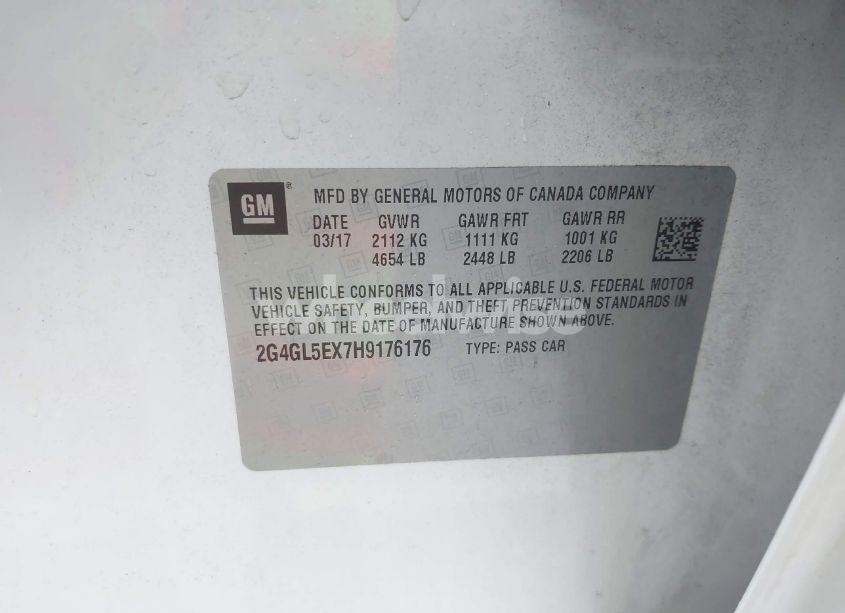 GM ®
MFD BY GENERAL MOTORS OF CANADA COMPANY
DATE GVWR GAWR FRT GAWR RR
03/17 2112 KG 1111 KG 1001 KG
4654 LB 2448 LB 2206 LB
THIS VEHICLE CONFORMS TO ALL APPLICABLE U.S. FEDERAL MOTOR
VEHICLE SAFETY, BUMPER, AND THEFT PREVENTION STANDARDS IN
EFFECT ON THE DATE OF MANUFACTURE SHOWN ABOVE.
2G4GL5EX7H9176176 TYPE: PASS CAR